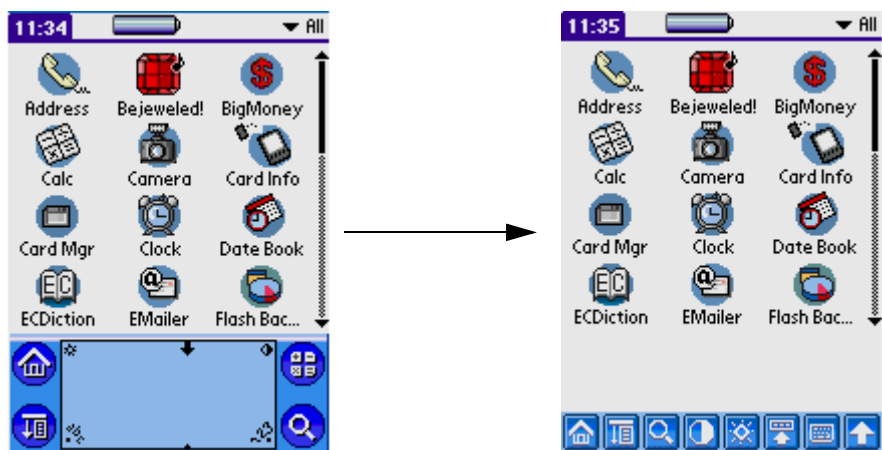 11:34 All
Address Bejeweled! BigMoney
Calc Camera Card Info
Card Mgr Clock Date Book
ECDiction EMailer Flash Bac...
11:35 All
Address Bejeweled! BigMoney
Calc Camera Card Info
Card Mgr Clock Date Book
ECDiction EMailer Flash Bac...